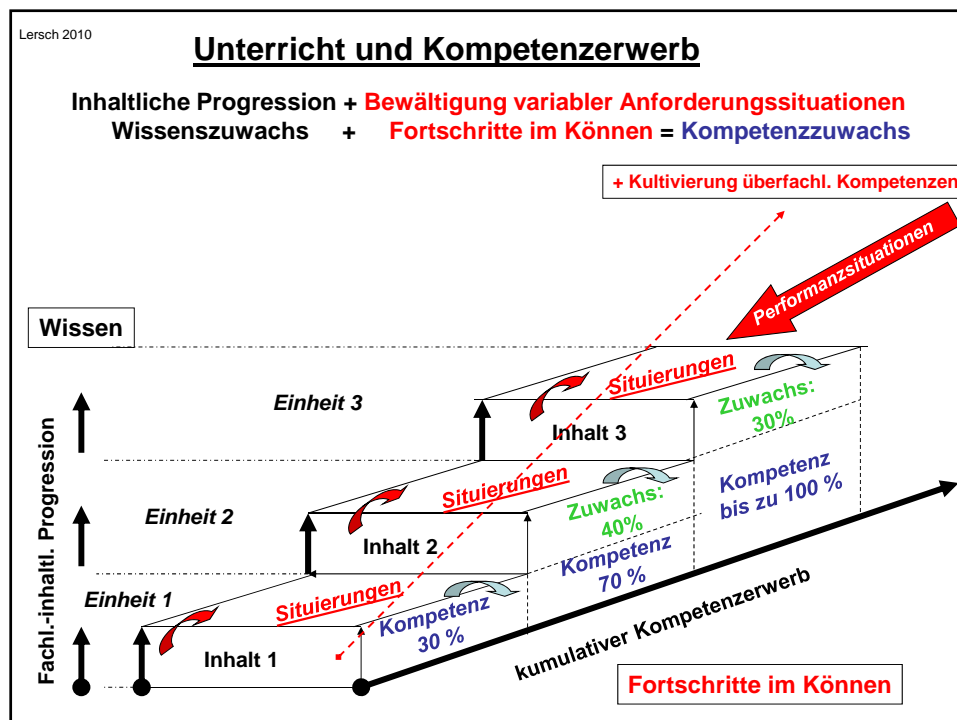 Lersch 2010
Unterricht und Kompetenzerwerb
Inhaltliche Progression + Bewältigung variabler Anforderungssituationen
Wissenszuwachs + Fortschritte im Können = Kompetenzzuwachs
+ Kultivierung überfachl. Kompetenzen
Performanzsituationen
Wissen
Fachl.-inhaltl. Progression
Einheit 3
Situierungen
Inhalt 3
Zuwachs:
30%
Einheit 2
Situierungen
Inhalt 2
Zuwachs:
40%
Kompetenz
bis zu 100 %
Einheit 1
Situierungen
Inhalt 1
Kompetenz
30 %
Kompetenz
70 %
kumulativer Kompetenzerwerb
Fortschritte im Können